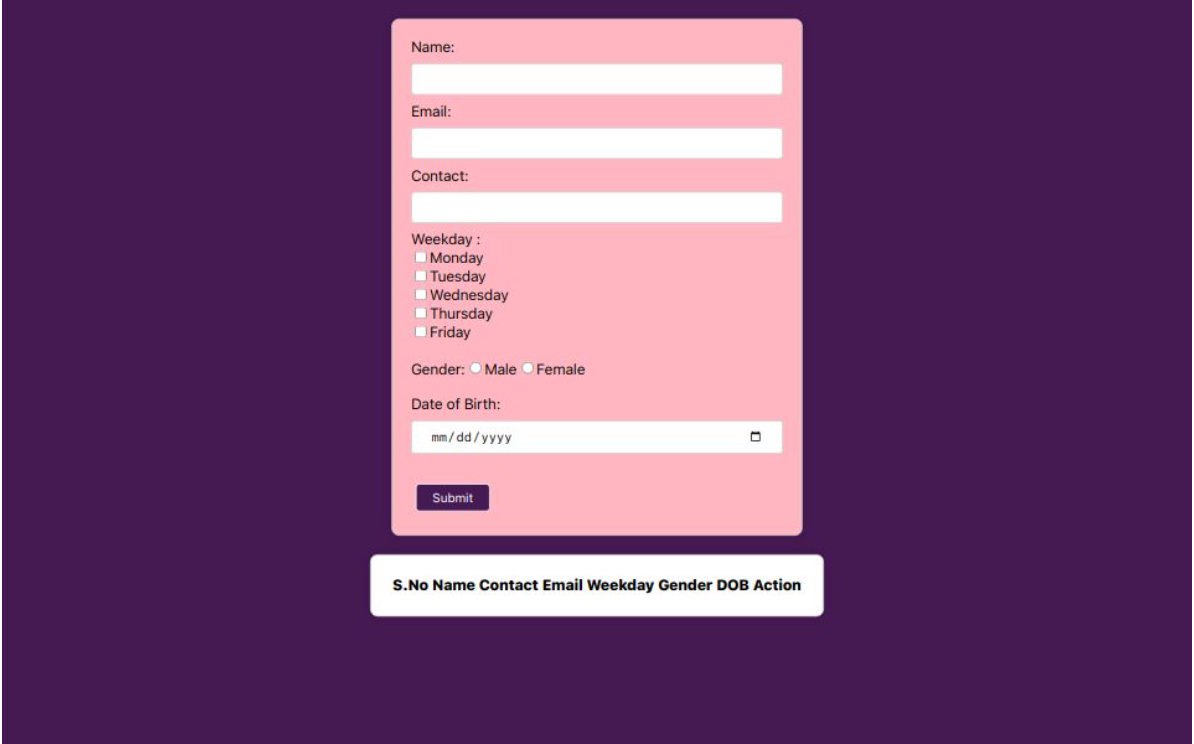 Name:
Email:
Contact:
Weekday :
Monday
Tuesday
Wednesday
Thursday
Friday
Gender: Male Female
Date of Birth:
mm/dd/yyyy
Submit
S.No Name Contact Email Weekday Gender DOB Action